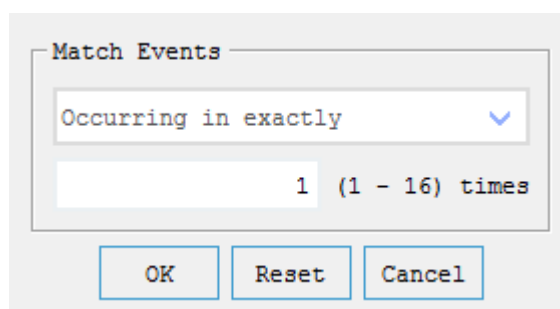 Match Events
Occurring in exactly
1 (1 - 16) times
OK Reset Cancel